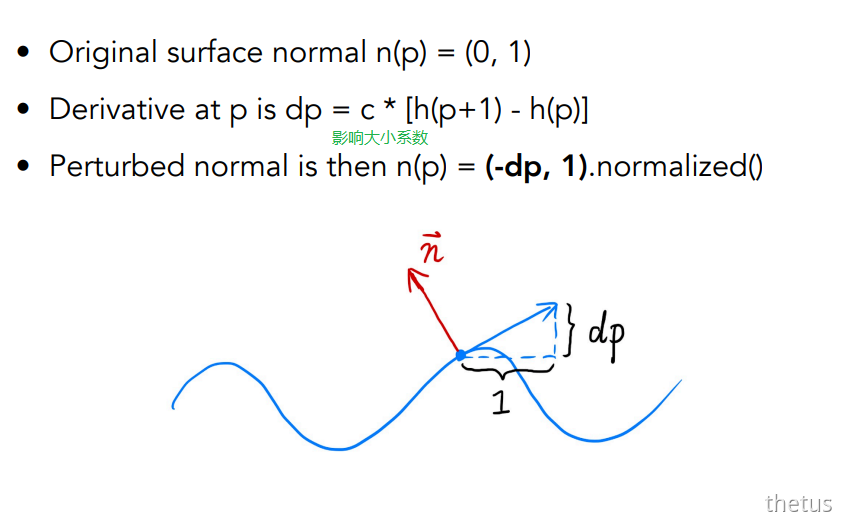 • Original surface normal n(p) = (0, 1)
• Derivative at p is dp = c * [h(p+1) - h(p)]
影响大小系数
• Perturbed normal is then n(p) = (-dp, 1).normalized()
n⃗
dp
1
thetus